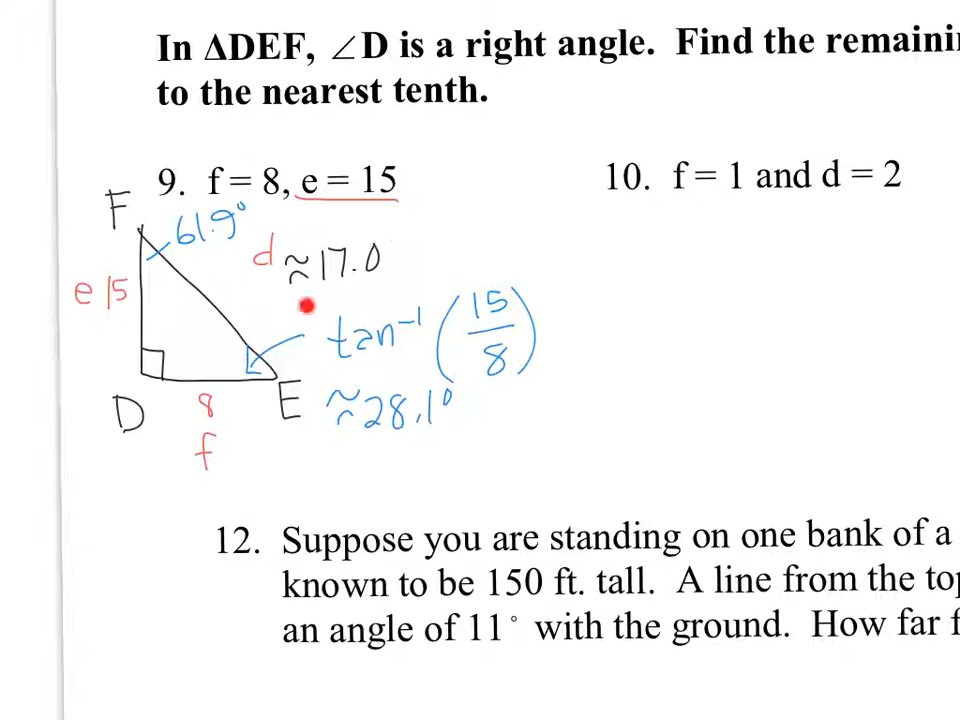 In ΔDEF, ∠D is a right angle. Find the
to the nearest tenth.
9. f = 8, e = 15
10. f = 1 and d = 2
F
61.9°
d ≈ 17.0
e 15
tan⁻¹ (15/8)
D
8
E
≈ 28.1°
f
12. Suppose you are standing on one bank of a
known to be 150 ft. tall. A line from the
an angle of 11° with the ground. How far